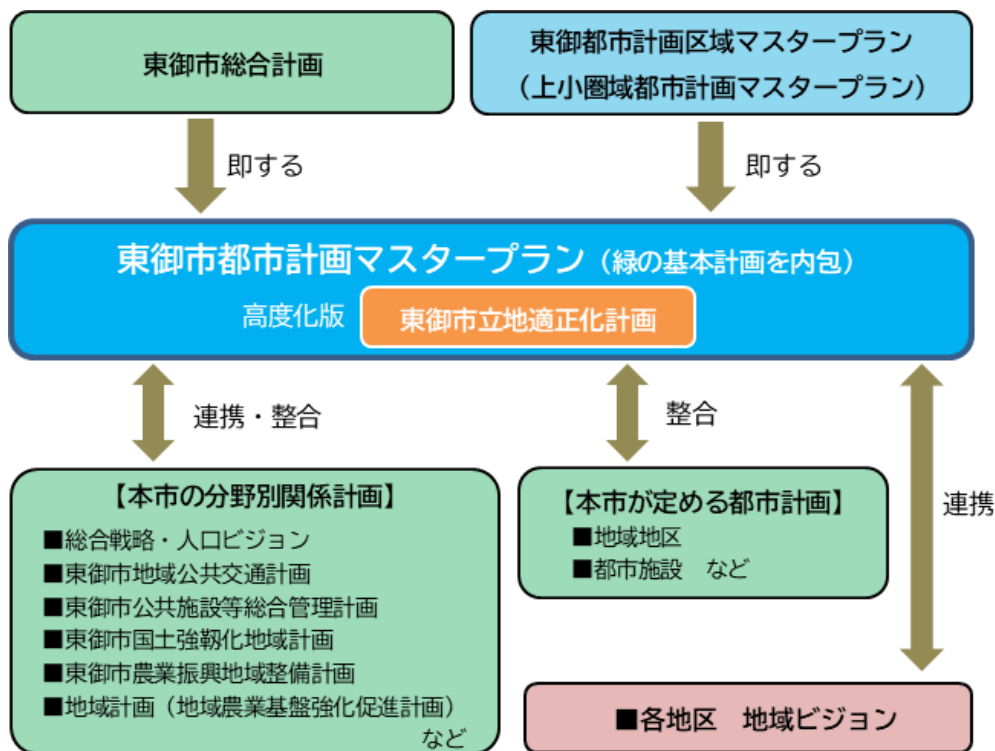 東御市総合計画
東御都市計画区域マスタープラン
（上小圏域都市計画マスタープラン）
即する
即する
東御市都市計画マスタープラン（緑の基本計画を内包）
高度化版
東御市立地適正化計画
連携・整合
整合
連携
【本市の分野別関係計画】
■総合戦略・人口ビジョン
■東御市地域公共交通計画
■東御市公共施設等総合管理計画
■東御市国土強靱化地域計画
■東御市農業振興地域整備計画
■地域計画（地域農業基盤強化促進計画）
など
【本市が定める都市計画】
■地域地区
■都市施設　など
■各地区　地域ビジョン